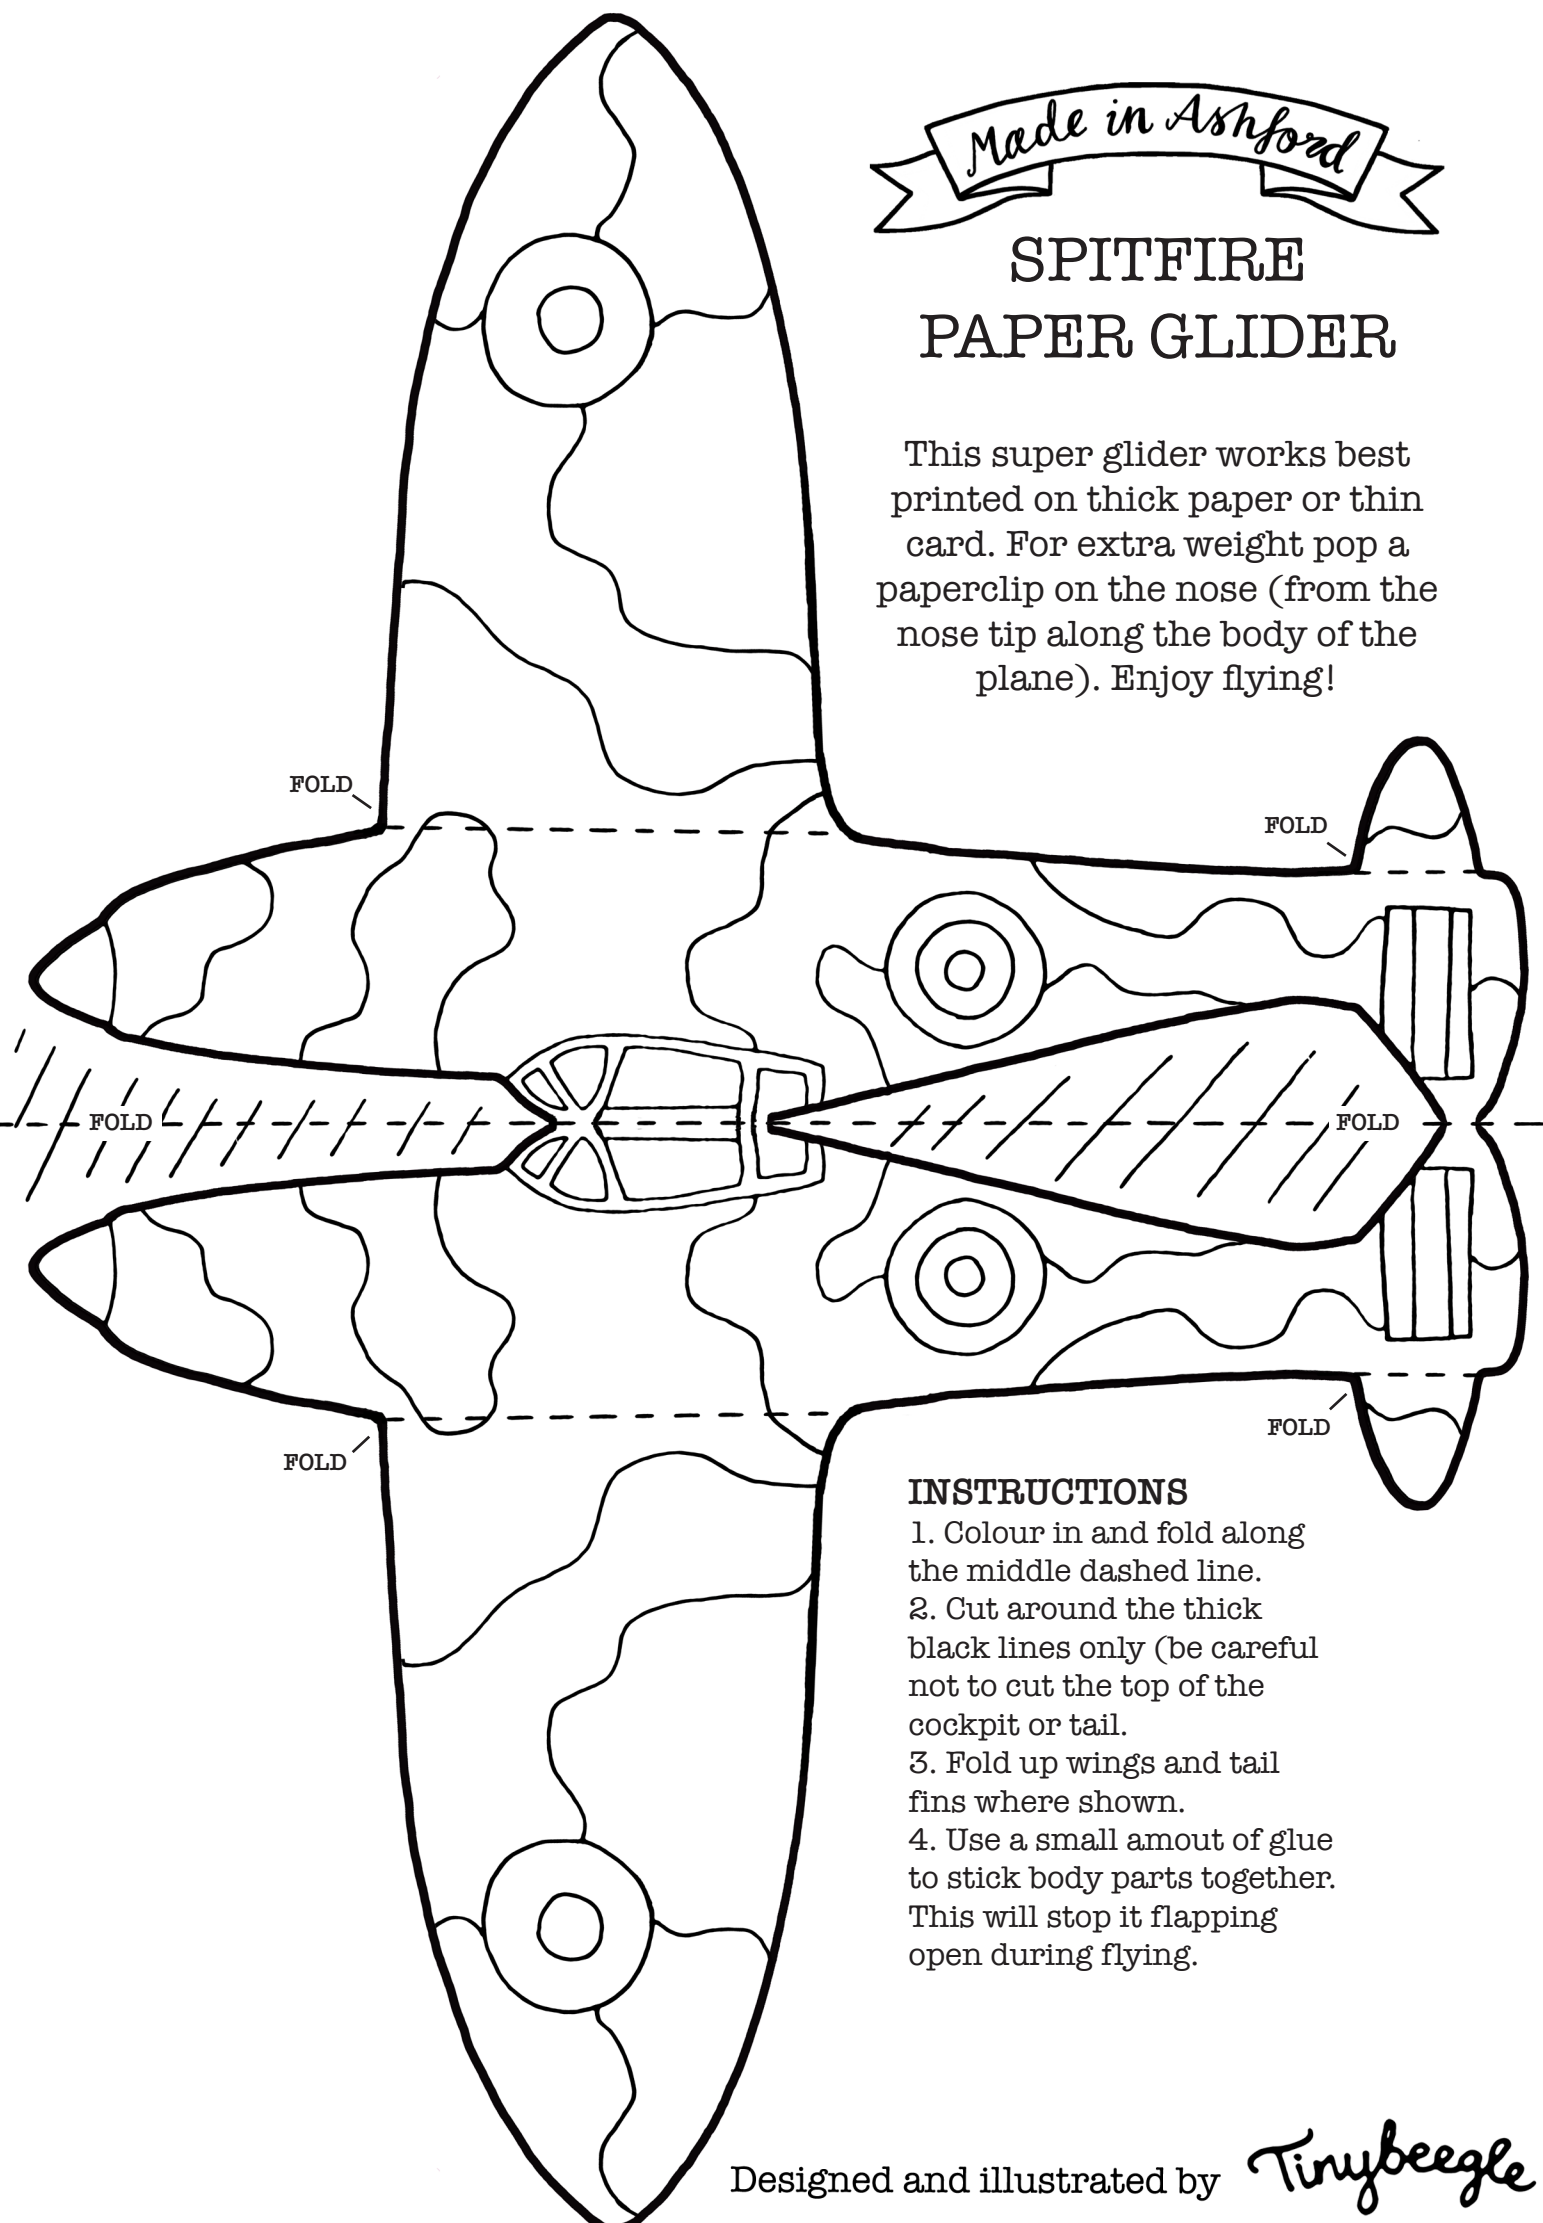 Made in Ashford
SPITFIRE
PAPER GLIDER
This super glider works best
printed on thick paper or thin
card. For extra weight pop a
paperclip on the nose (from the
nose tip along the body of the
plane). Enjoy flying!
FOLD
FOLD
FOLD
FOLD
FOLD
FOLD
INSTRUCTIONS
1. Colour in and fold along
the middle dashed line.
2. Cut around the thick
black lines only (be careful
not to cut the top of the
cockpit or tail.
3. Fold up wings and tail
fins where shown.
4. Use a small amout of glue
to stick body parts together.
This will stop it flapping
open during flying.
Designed and illustrated by Tinybeegle